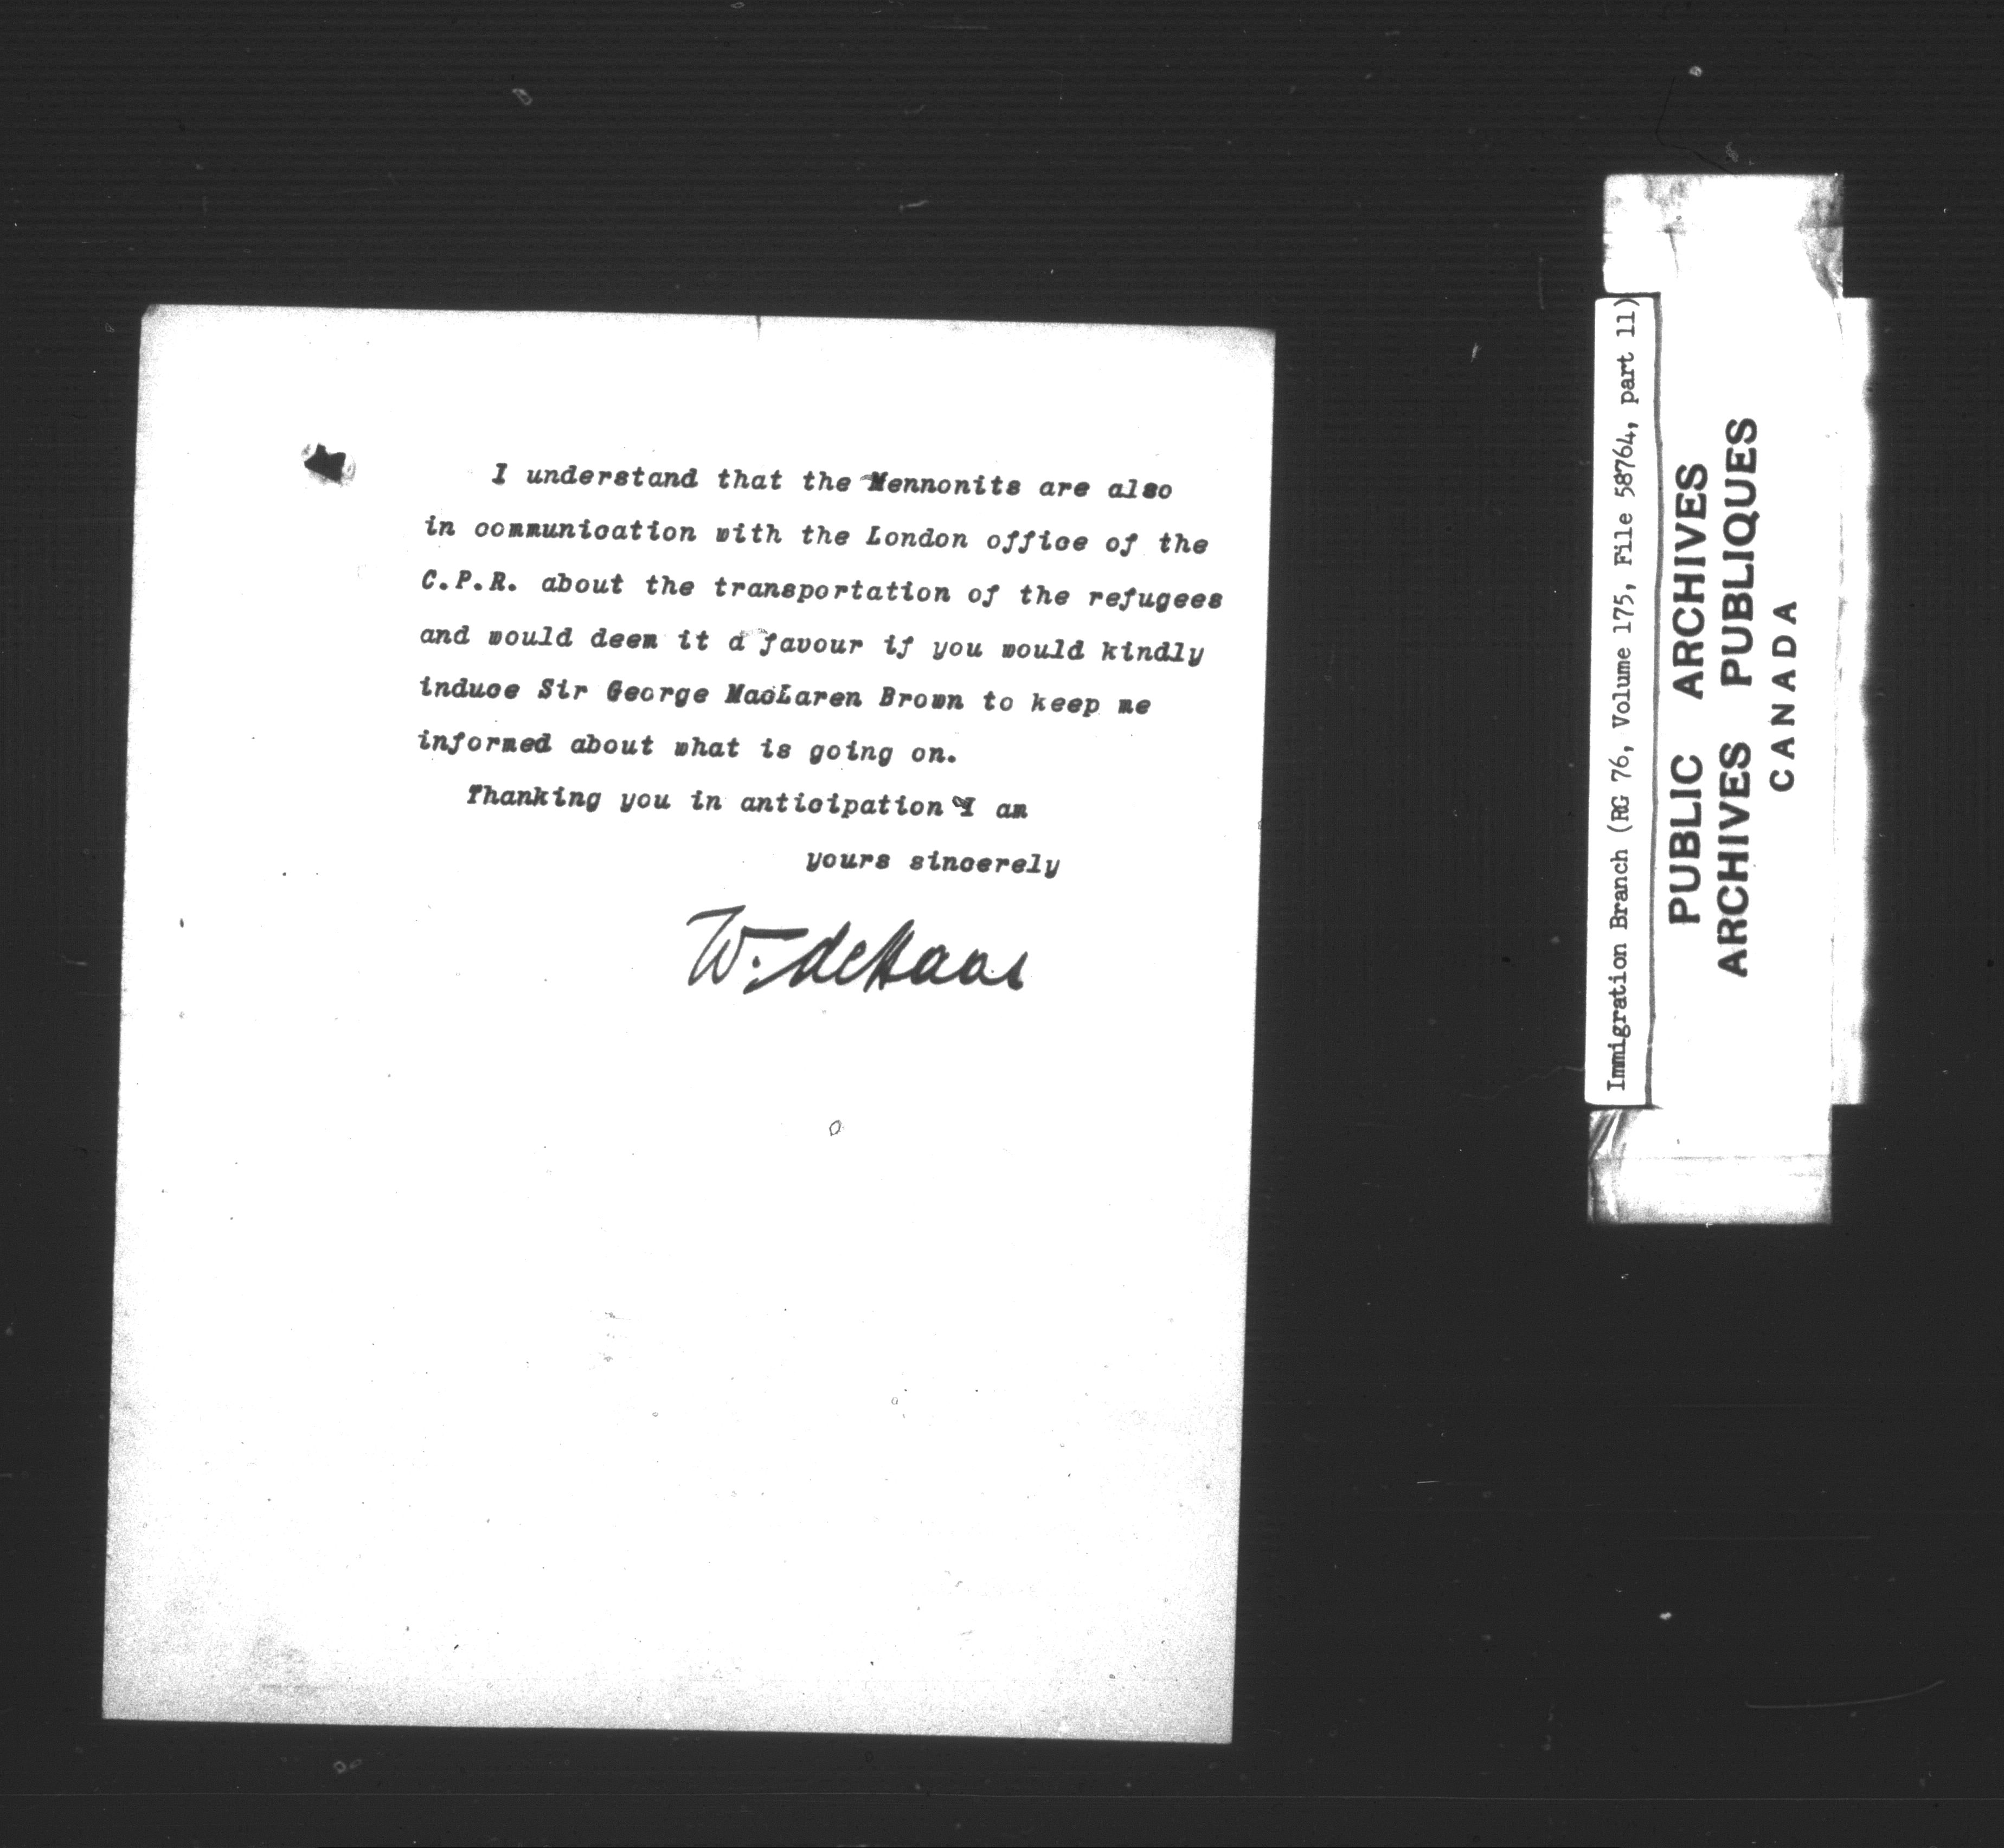 I understand that the Mennonits are also
in communication with the London office of the
C.P.R. about the transportation of the refugees
and would deem it a favour if you would kindly
induce Sir George MacLaren Brown to keep me
informed about what is going on.
Thanking you in anticipation I am
yours sincerely
W. de Haas
Immigration Branch (RG 76, Volume 175, File 58764, part 11)
PUBLIC ARCHIVES
ARCHIVES PUBLIQUES
CANADA